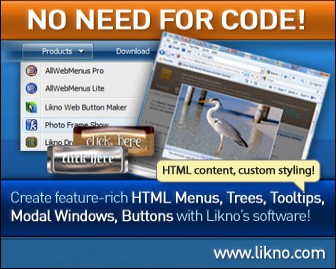 NO NEED FOR CODE!
Products Download
AllWebMenus Pro
AllWebMenus Lite
Likno Web Button Maker
Photo Frame Show
Likno
click here
click here
HTML content, custom styling!
Create feature-rich HTML Menus, Trees, Tooltips,
Modal Windows, Buttons with Likno's software!
www.likno.com